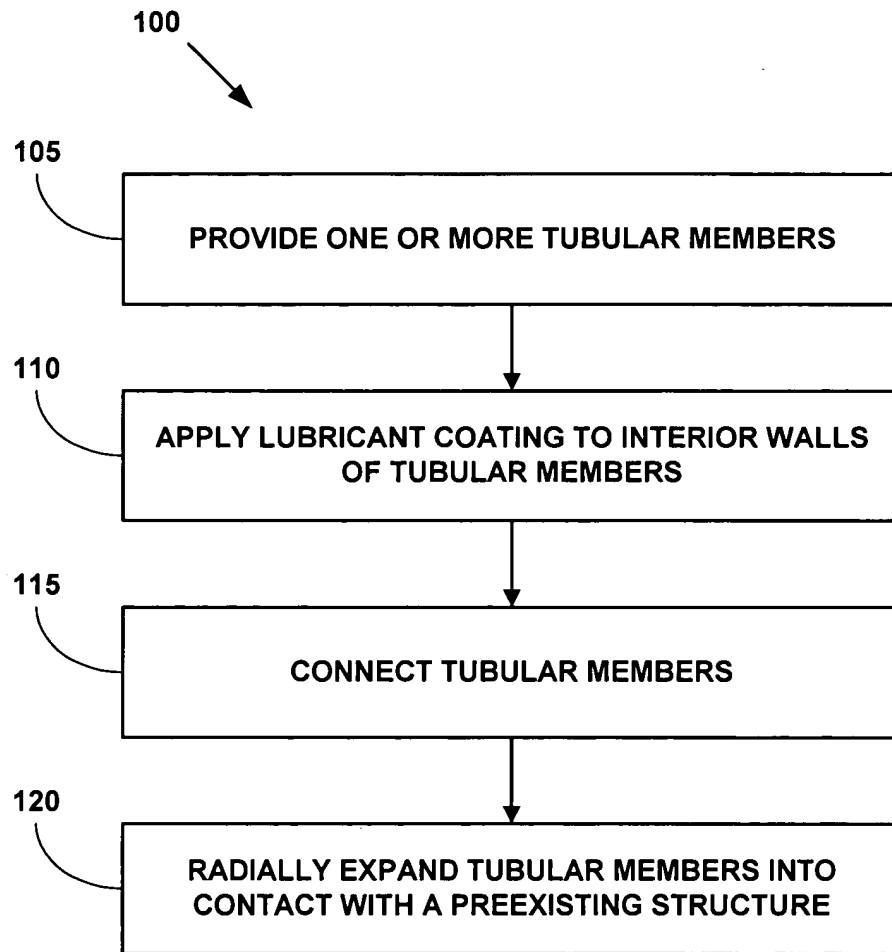 100
105
PROVIDE ONE OR MORE TUBULAR MEMBERS
110
APPLY LUBRICANT COATING TO INTERIOR WALLS
OF TUBULAR MEMBERS
115
CONNECT TUBULAR MEMBERS
120
RADIALLY EXPAND TUBULAR MEMBERS INTO
CONTACT WITH A PREEXISTING STRUCTURE